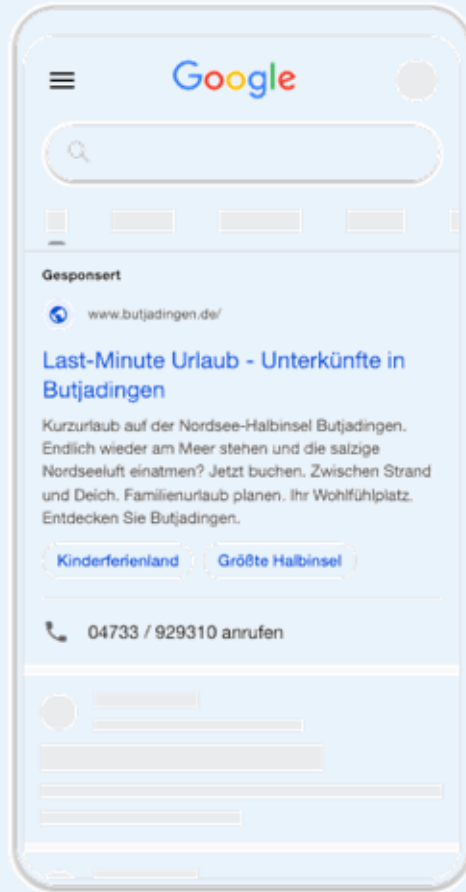 Google
Gesponsert
www.butjadingen.de/
Last-Minute Urlaub - Unterkünfte in
Butjadingen
Kurzurlaub auf der Nordsee-Halbinsel Butjadingen.
Endlich wieder am Meer stehen und die salzige
Nordseeluft einatmen? Jetzt buchen. Zwischen Strand
und Deich. Familienurlaub planen. Ihr Wohlfühlplatz.
Entdecken Sie Butjadingen.
Kinderferienland Größte Halbinsel
04733 / 929310 anrufen